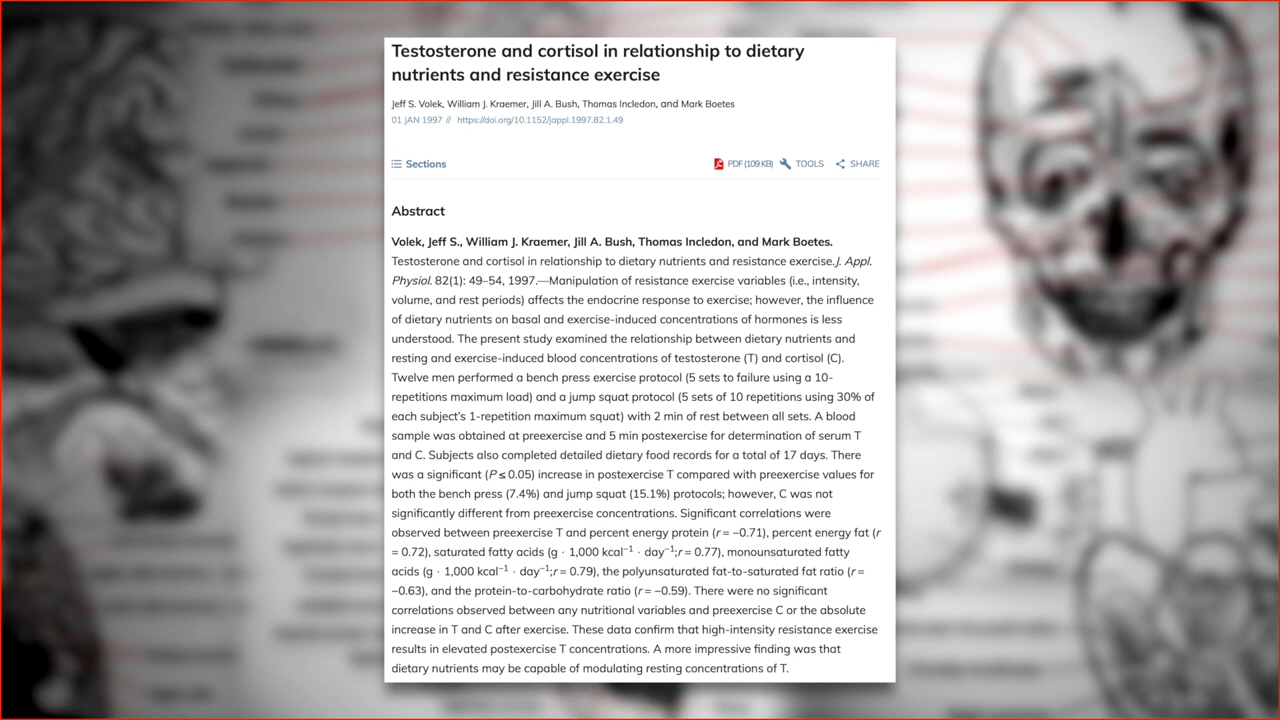 Testosterone and cortisol in relationship to dietary
nutrients and resistance exercise
Jeff S. Volek, William J. Kraemer, Jill A. Bush, Thomas Incledon, and Mark Boetes
01 JAN 1997 // https://doi.org/10.1152/jappl.1997.82.1.49
Sections PDF (109 KB) TOOLS SHARE
Abstract
Volek, Jeff S., William J. Kraemer, Jill A. Bush, Thomas Incledon, and Mark Boetes.
Testosterone and cortisol in relationship to dietary nutrients and resistance exercise. J. Appl.
Physiol. 82(1): 49–54, 1997.—Manipulation of resistance exercise variables (i.e., intensity,
volume, and rest periods) affects the endocrine response to exercise; however, the influence
of dietary nutrients on basal and exercise-induced concentrations of hormones is less
understood. The present study examined the relationship between dietary nutrients and
resting and exercise-induced blood concentrations of testosterone (T) and cortisol (C).
Twelve men performed a bench press exercise protocol (5 sets to failure using a 10-
repetitions maximum load) and a jump squat protocol (5 sets of 10 repetitions using 30% of
each subject's 1-repetition maximum squat) with 2 min of rest between all sets. A blood
sample was obtained at preexercise and 5 min postexercise for determination of serum T
and C. Subjects also completed detailed dietary food records for a total of 17 days. There
was a significant (P ≤ 0.05) increase in postexercise T compared with preexercise values for
both the bench press (7.4%) and jump squat (15.1%) protocols; however, C was not
significantly different from preexercise concentrations. Significant correlations were
observed between preexercise T and percent energy protein (r = −0.71), percent energy fat (r
= 0.72), saturated fatty acids (g · 1,000 kcal⁻¹ · day⁻¹;r = 0.77), monounsaturated fatty
acids (g · 1,000 kcal⁻¹ · day⁻¹;r = 0.79), the polyunsaturated fat-to-saturated fat ratio (r =
−0.63), and the protein-to-carbohydrate ratio (r = −0.59). There were no significant
correlations observed between any nutritional variables and preexercise C or the absolute
increase in T and C after exercise. These data confirm that high-intensity resistance exercise
results in elevated postexercise T concentrations. A more impressive finding was that
dietary nutrients may be capable of modulating resting concentrations of T.